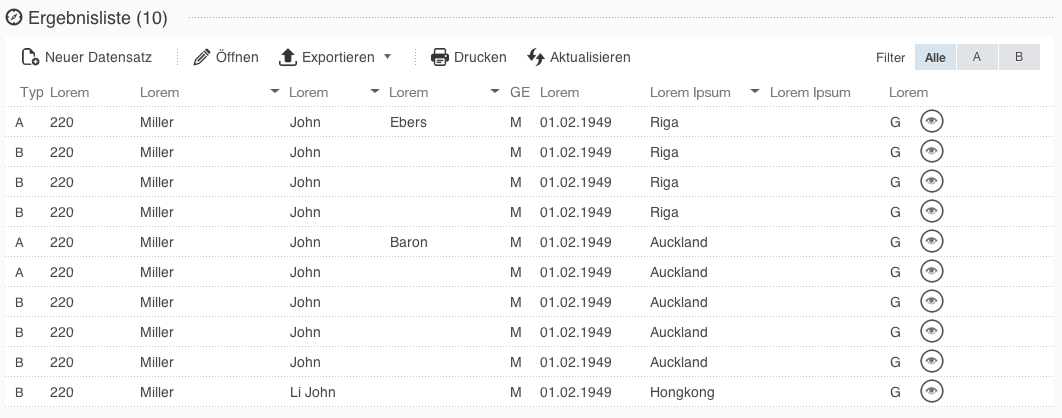 Ergebnisliste (10)
Neuer Datensatz Öffnen Exportieren Drucken Aktualisieren Filter Alle A B
Typ Lorem Lorem Lorem Lorem GE Lorem Lorem Ipsum Lorem Ipsum Lorem
A 220 Miller John Ebers M 01.02.1949 Riga G
B 220 Miller John M 01.02.1949 Riga G
B 220 Miller John M 01.02.1949 Riga G
B 220 Miller John M 01.02.1949 Riga G
A 220 Miller John Baron M 01.02.1949 Auckland G
A 220 Miller John M 01.02.1949 Auckland G
B 220 Miller John M 01.02.1949 Auckland G
B 220 Miller John M 01.02.1949 Auckland G
B 220 Miller John M 01.02.1949 Auckland G
B 220 Miller Li John M 01.02.1949 Hongkong G